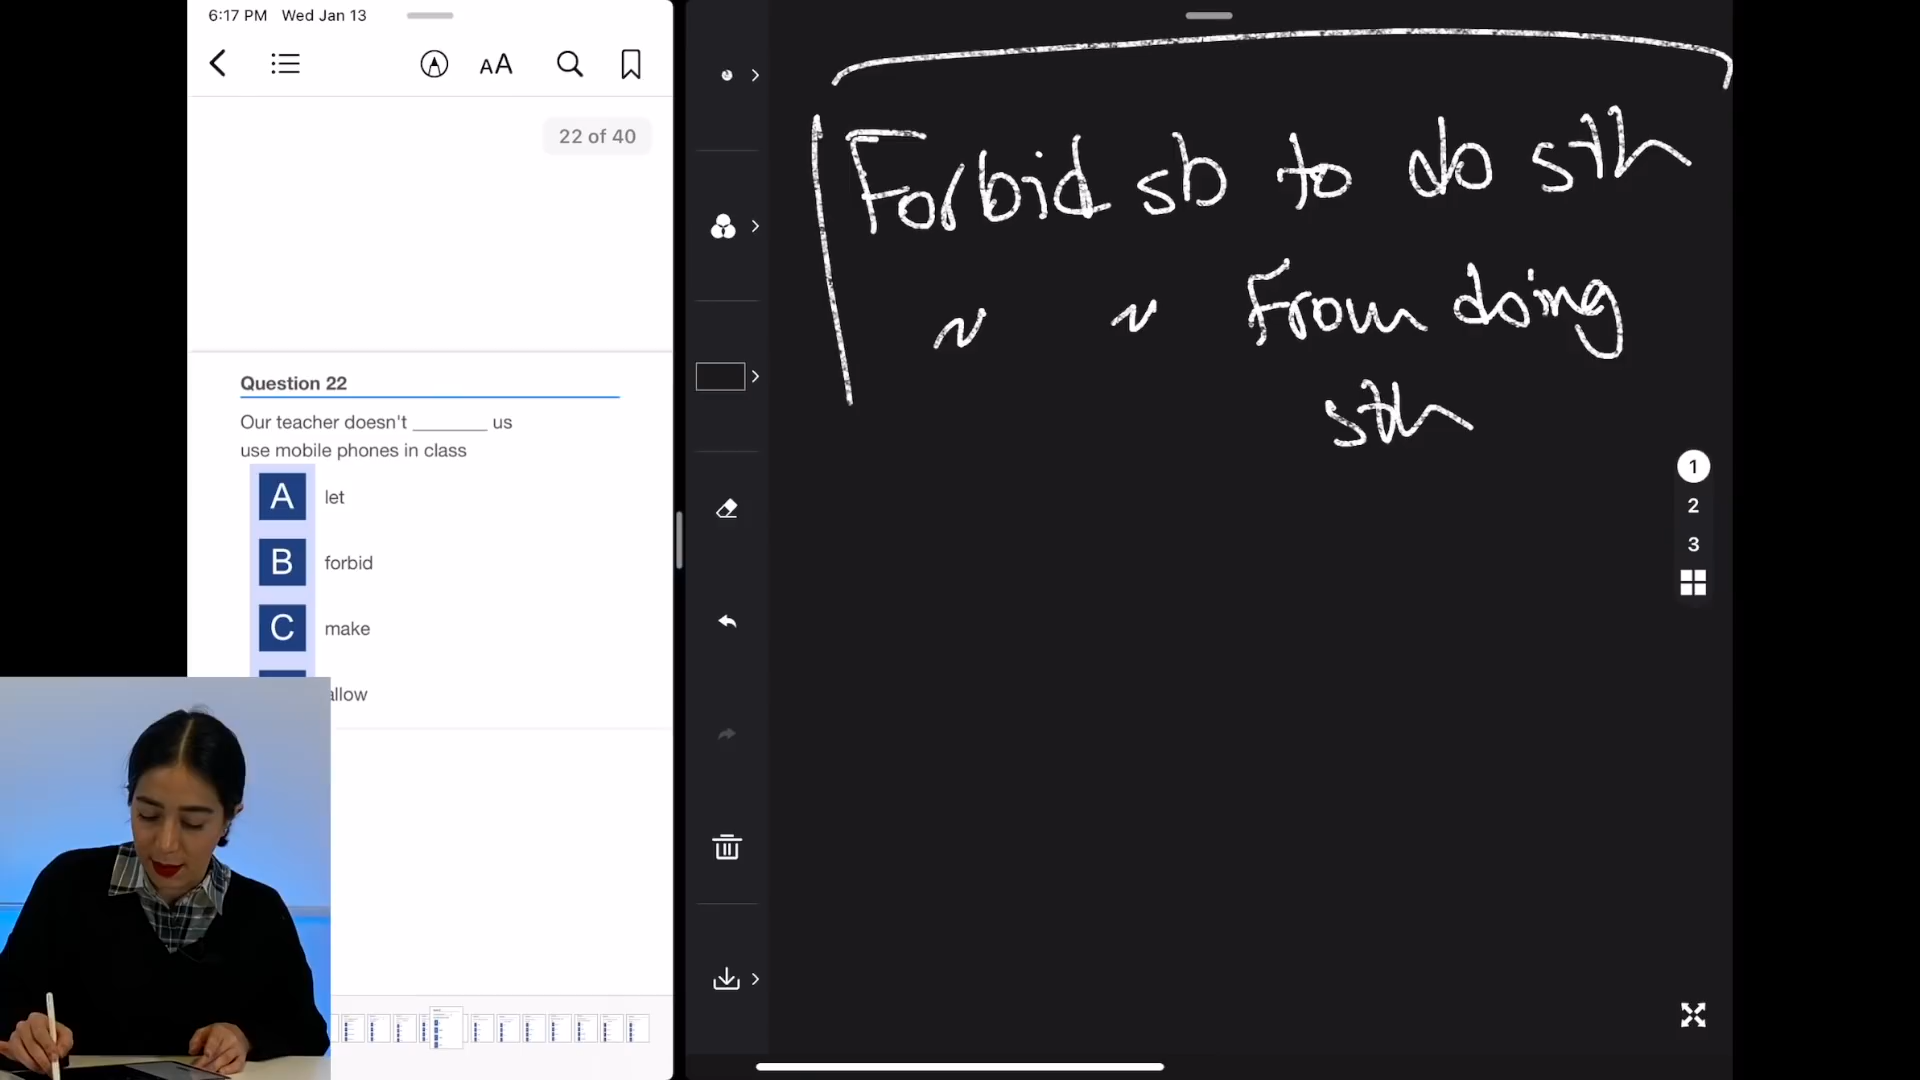 6:17 PM Wed Jan 13
AA
22 of 40
Question 22
Our teacher doesn't ________ us
use mobile phones in class
A let
B forbid
C make
allow
Forbid sb to do sth
〃 〃 From doing
sth
1
2
3